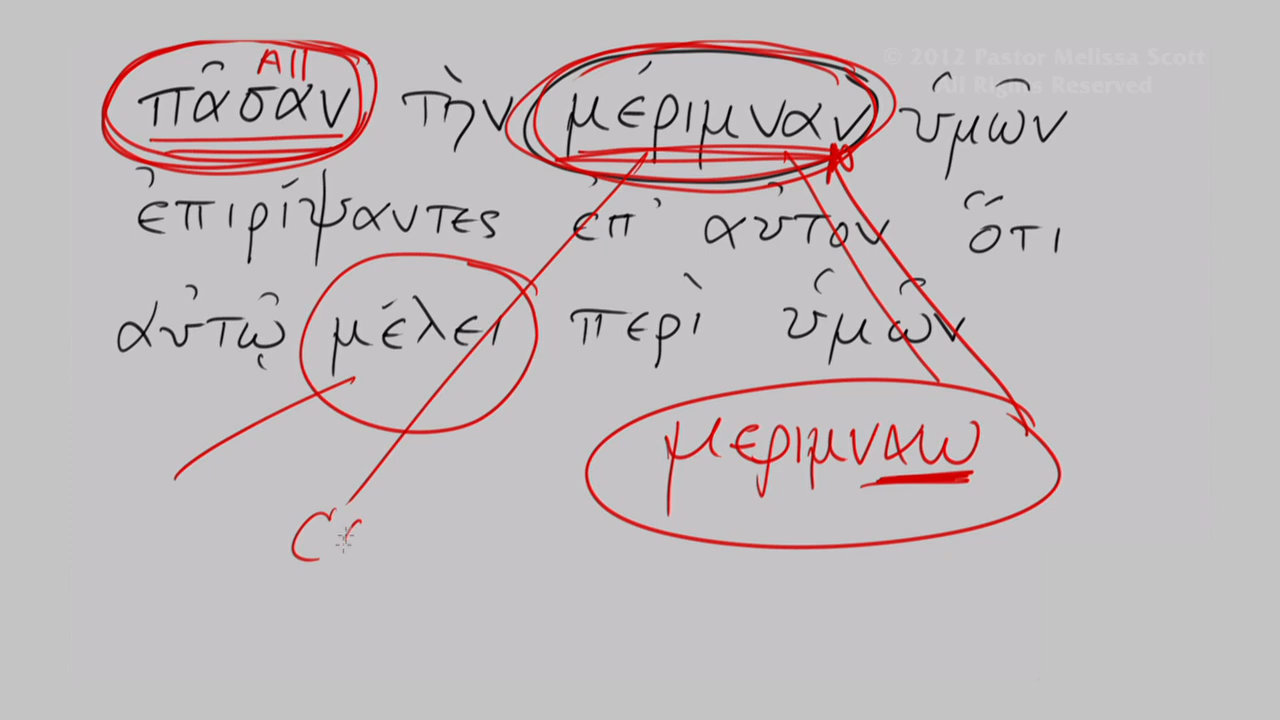 © 2012 Pastor Melissa Scott
All Rights Reserved
All
πᾶσαν τὴν μέριμναν ὑμῶν
ἐπιρίψαντες ἐπ' αὐτόν ὅτι
αὐτῷ μέλει περὶ ὑμῶν
μεριμναω